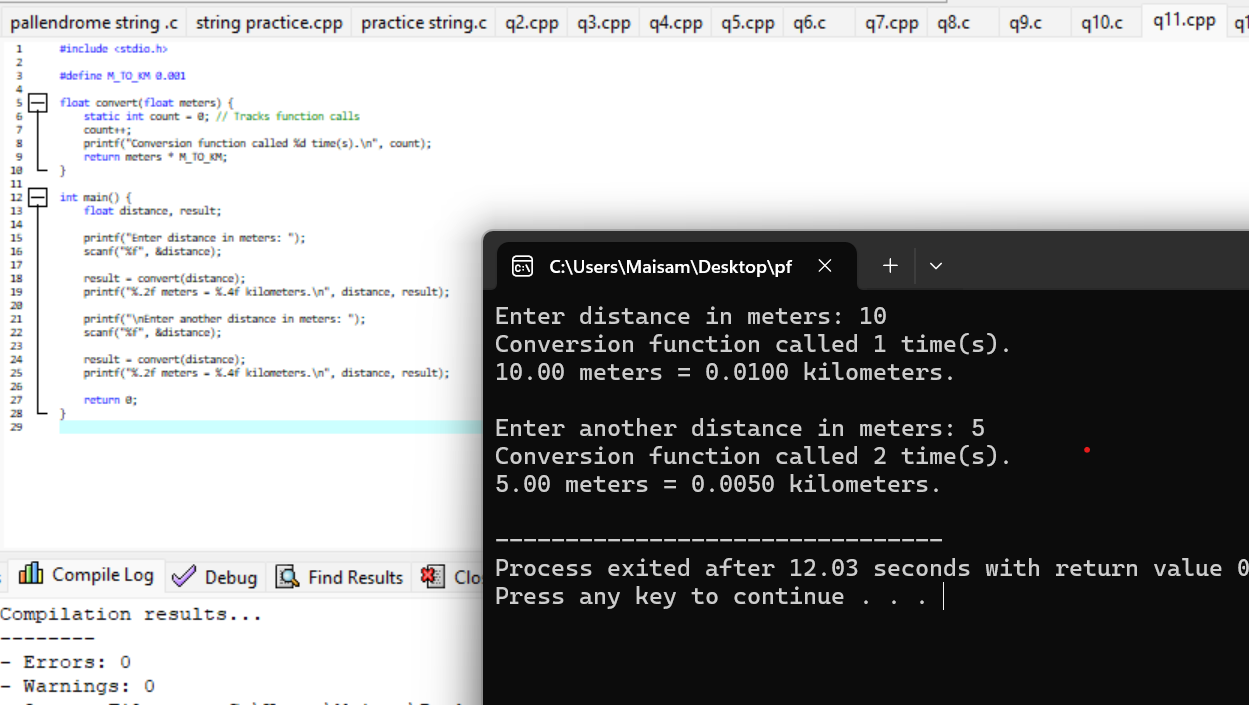 pallendrome string .c string practice.cpp practice string.c q2.cpp q3.cpp q4.cpp q5.cpp q6.c q7.cpp q8.c q9.c q10.c q11.cpp
1 #include <stdio.h>
2
3 #define M_TO_KM 0.001
4
5 float convert(float meters) {
6 static int count = 0; // Tracks function calls
7 count++;
8 printf("Conversion function called %d time(s).\n", count);
9 return meters * M_TO_KM;
10 }
11
12 int main() {
13 float distance, result;
14
15 printf("Enter distance in meters: ");
16 scanf("%f", &distance);
17
18 result = convert(distance);
19 printf("%.2f meters = %.4f kilometers.\n", distance, result);
20
21 printf("\nEnter another distance in meters: ");
22 scanf("%f", &distance);
23
24 result = convert(distance);
25 printf("%.2f meters = %.4f kilometers.\n", distance, result);
26
27 return 0;
28 }
29
C:\Users\Maisam\Desktop\pf
Enter distance in meters: 10
Conversion function called 1 time(s).
10.00 meters = 0.0100 kilometers.
Enter another distance in meters: 5
Conversion function called 2 time(s).
5.00 meters = 0.0050 kilometers.
--------------------------------
Process exited after 12.03 seconds with return value 0
Press any key to continue . . .
Compile Log Debug Find Results Clo
Compilation results...
--------
- Errors: 0
- Warnings: 0